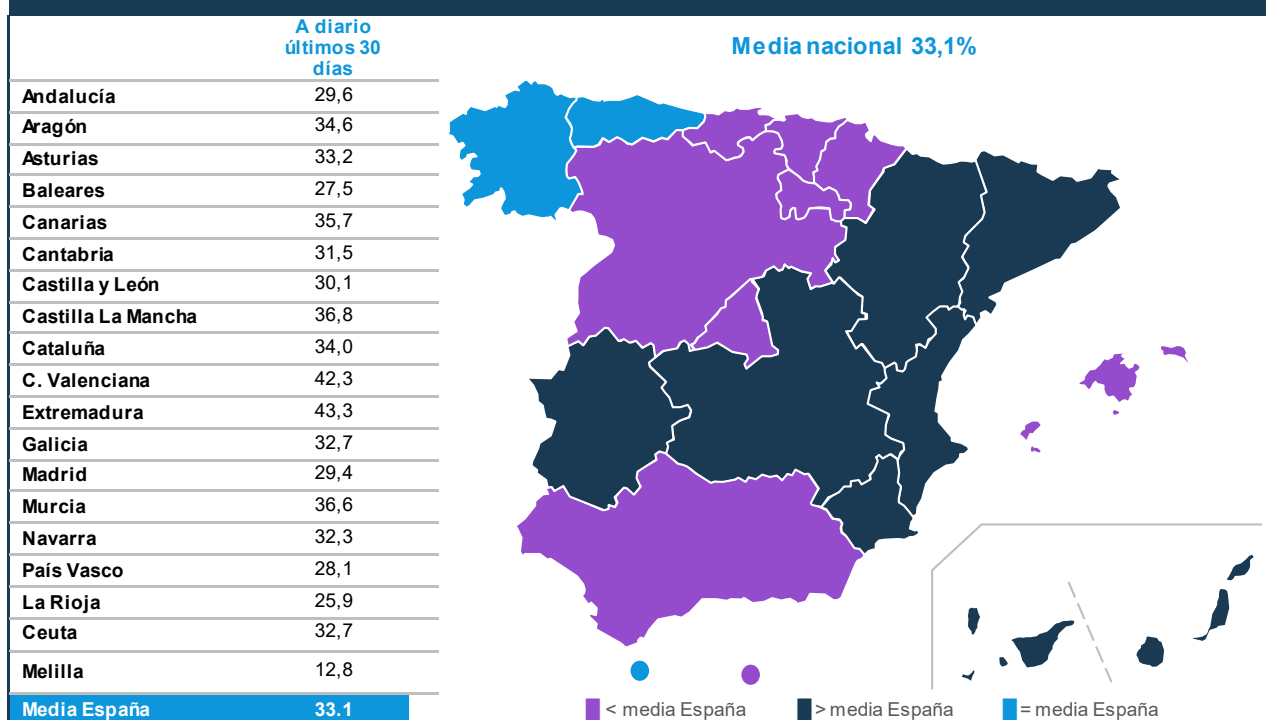 A diario
últimos 30
días
Media nacional 33,1%
Andalucía 29,6
Aragón 34,6
Asturias 33,2
Baleares 27,5
Canarias 35,7
Cantabria 31,5
Castilla y León 30,1
Castilla La Mancha 36,8
Cataluña 34,0
C. Valenciana 42,3
Extremadura 43,3
Galicia 32,7
Madrid 29,4
Murcia 36,6
Navarra 32,3
País Vasco 28,1
La Rioja 25,9
Ceuta 32,7
Melilla 12,8
Media España 33.1
< media España > media España = media España